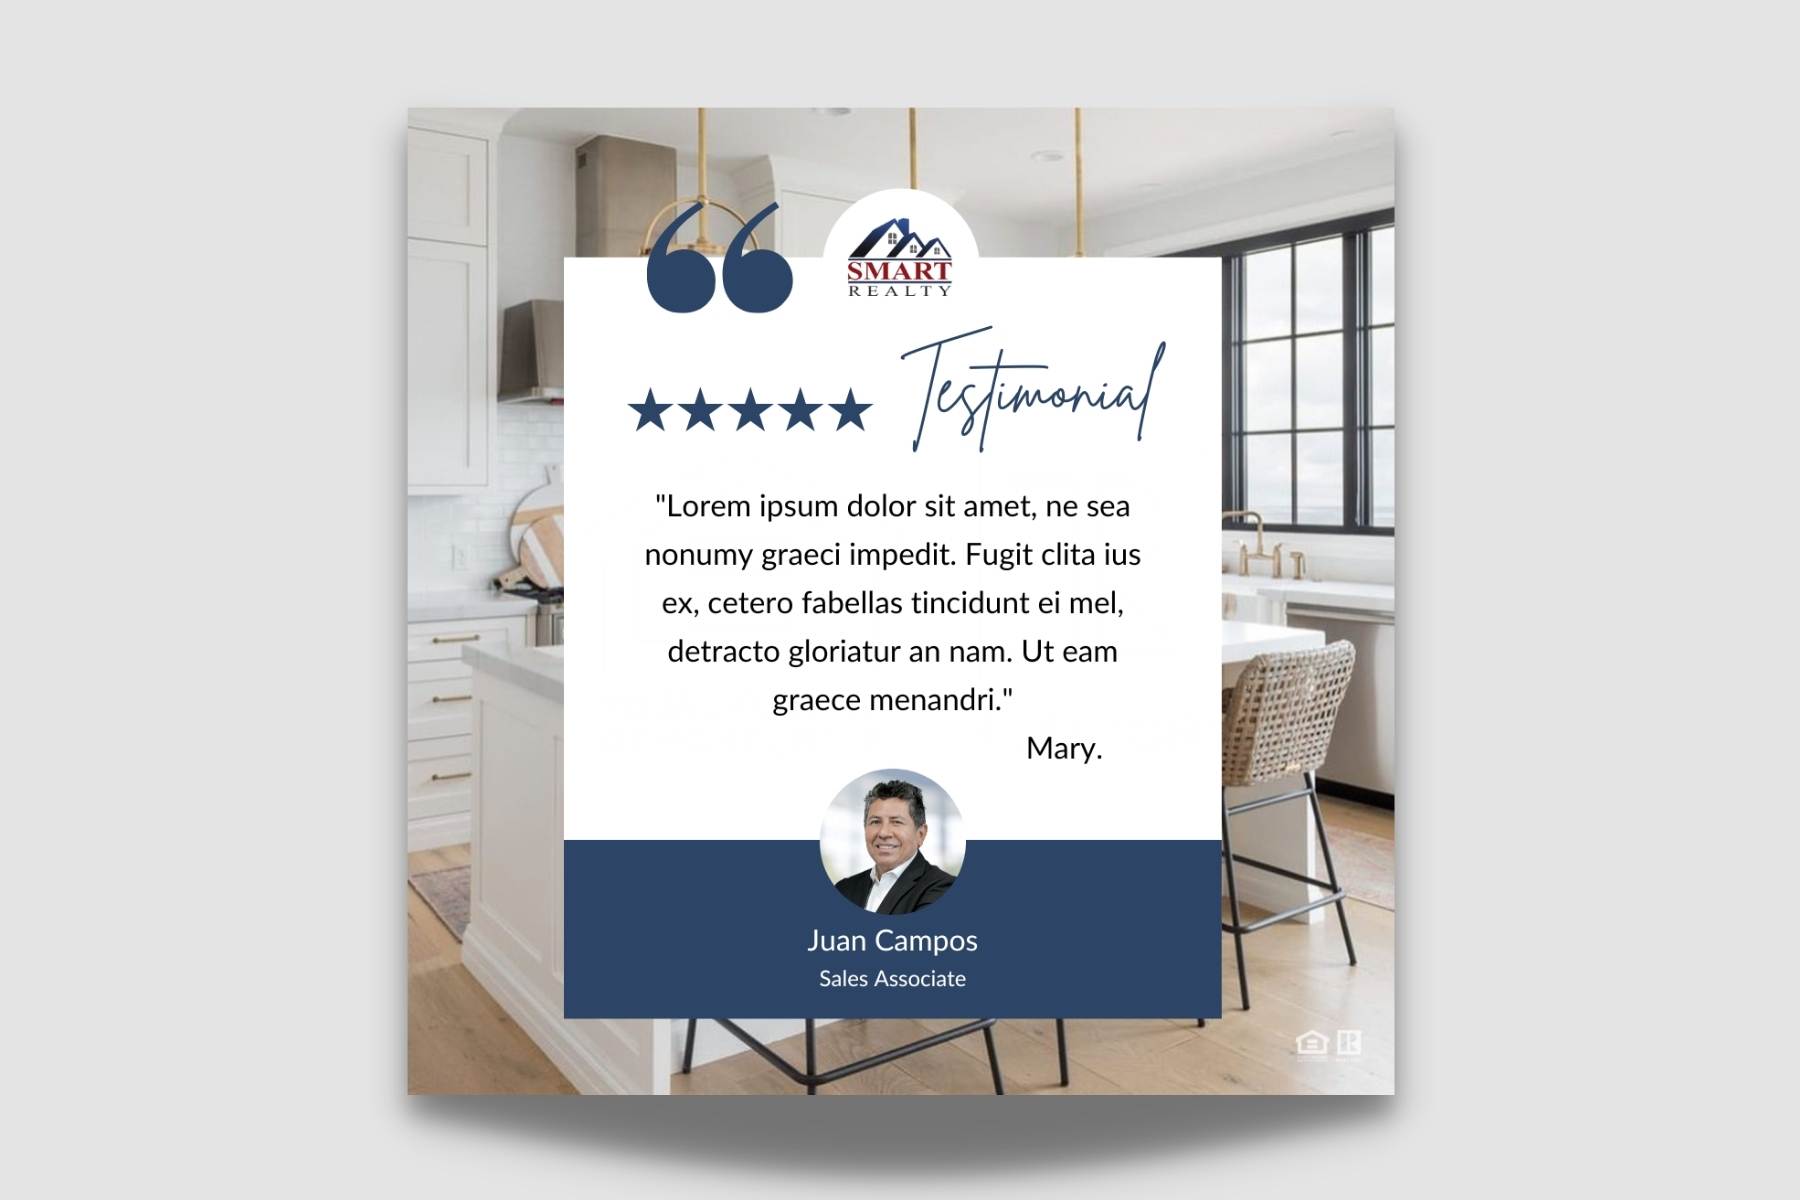 SMART
REALTY
Testimonial
"Lorem ipsum dolor sit amet, ne sea
nonumy graeci impedit. Fugit clita ius
ex, cetero fabellas tincidunt ei mel,
detracto gloriatur an nam. Ut eam
graece menandri."
Mary.
Juan Campos
Sales Associate